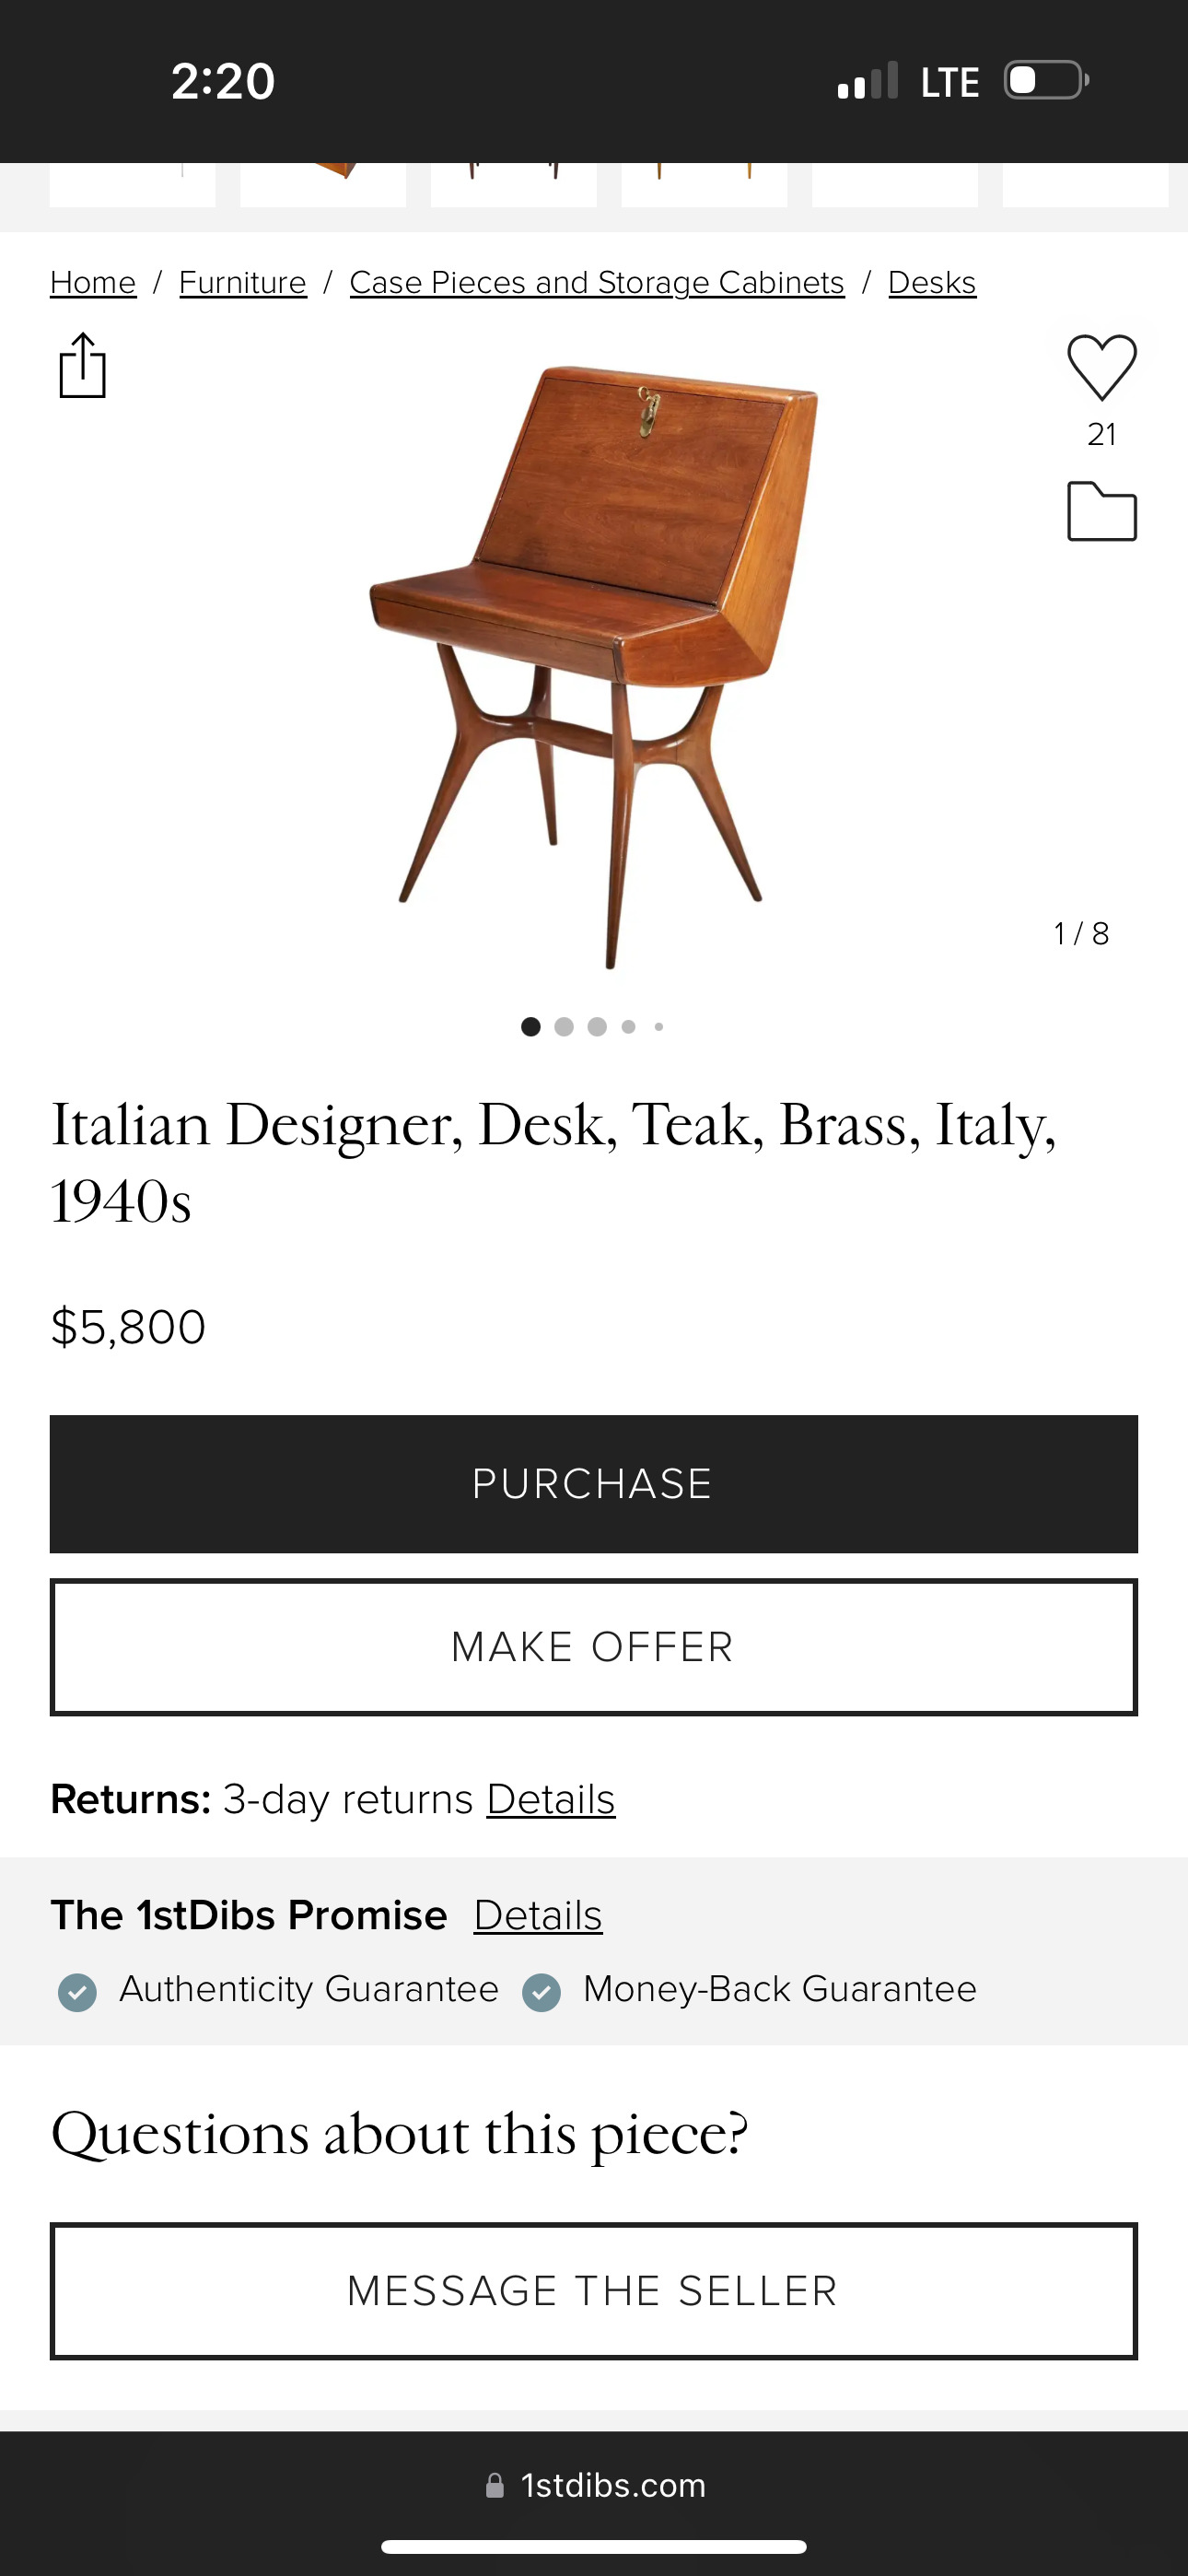 2:20 LTE
Home / Furniture / Case Pieces and Storage Cabinets / Desks
21
1 / 8
Italian Designer, Desk, Teak, Brass, Italy,
1940s
$5,800
PURCHASE
MAKE OFFER
Returns: 3-day returns Details
The 1stDibs Promise Details
Authenticity Guarantee Money-Back Guarantee
Questions about this piece?
MESSAGE THE SELLER
1stdibs.com